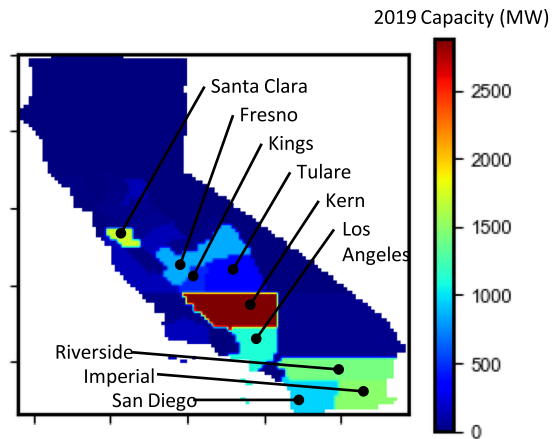 2019 Capacity (MW)
Santa Clara
Fresno
Kings
Tulare
Kern
Los
Angeles
Riverside
Imperial
San Diego
2500
2000
1500
1000
500
0